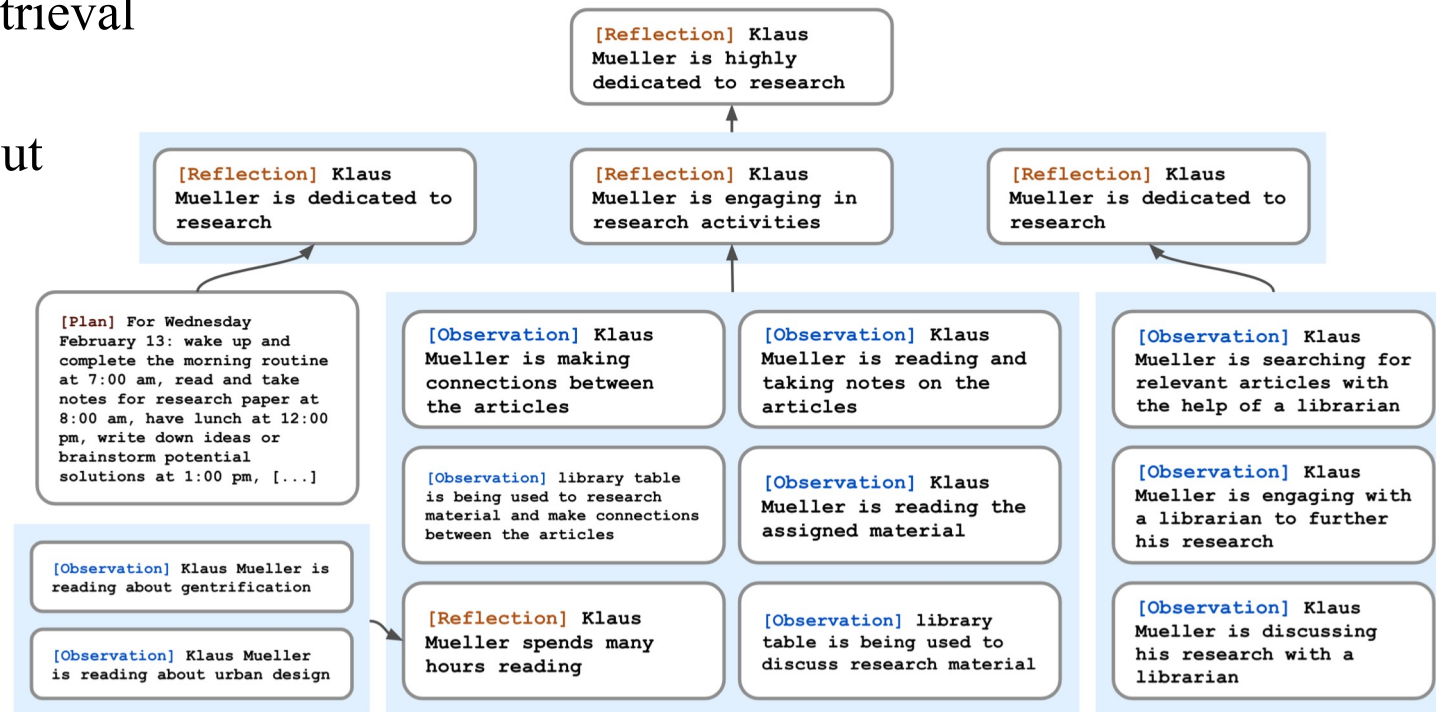 trieval
ut
[Reflection] Klaus
Mueller is highly
dedicated to research
[Reflection] Klaus
Mueller is dedicated to
research
[Reflection] Klaus
Mueller is engaging in
research activities
[Reflection] Klaus
Mueller is dedicated to
research
[Plan] For Wednesday
February 13: wake up and
complete the morning routine
at 7:00 am, read and take
notes for research paper at
8:00 am, have lunch at 12:00
pm, write down ideas or
brainstorm potential
solutions at 1:00 pm, [...]
[Observation] Klaus Mueller is
reading about gentrification
[Observation] Klaus Mueller
is reading about urban design
[Observation] Klaus
Mueller is making
connections between
the articles
[Observation] Klaus
Mueller is reading and
taking notes on the
articles
[Observation] library table
is being used to research
material and make connections
between the articles
[Observation] Klaus
Mueller is reading the
assigned material
[Reflection] Klaus
Mueller spends many
hours reading
[Observation] library
table is being used to
discuss research material
[Observation] Klaus
Mueller is searching for
relevant articles with
the help of a librarian
[Observation] Klaus
Mueller is engaging with
a librarian to further
his research
[Observation] Klaus
Mueller is discussing
his research with a
librarian